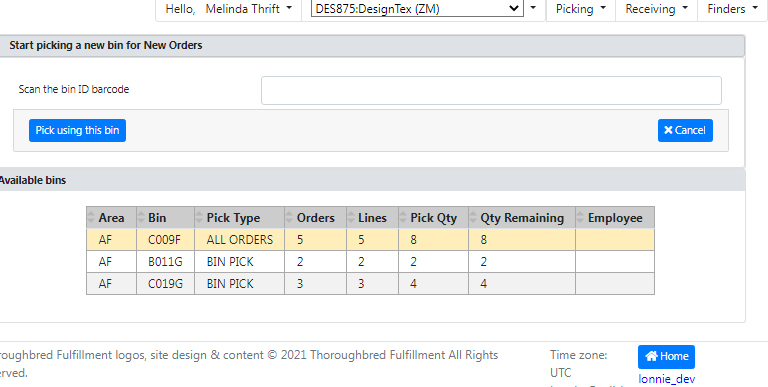 Hello, Melinda Thrift DES875:DesignTex (ZM) Picking Receiving Finders
Start picking a new bin for New Orders
Scan the bin ID barcode
Pick using this bin Cancel
Available bins
Area Bin Pick Type Orders Lines Pick Qty Qty Remaining Employee
AF C009F ALL ORDERS 5 5 8 8
AF B011G BIN PICK 2 2 2 2
AF C019G BIN PICK 3 3 4 4
oroughbred Fulfillment logos, site design & content © 2021 Thoroughbred Fulfillment All Rights
erved.
Time zone:
UTC
Home
lonnie_dev